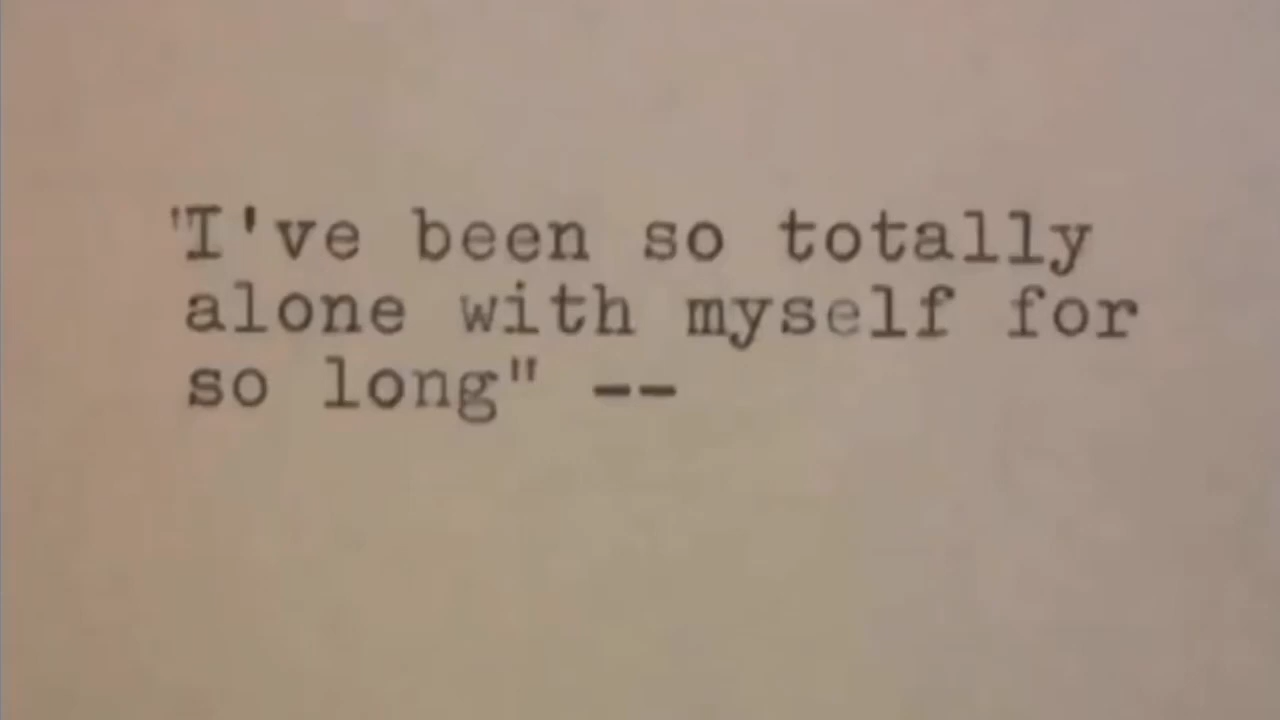 "I've been so totally
alone with myself for
so long" --